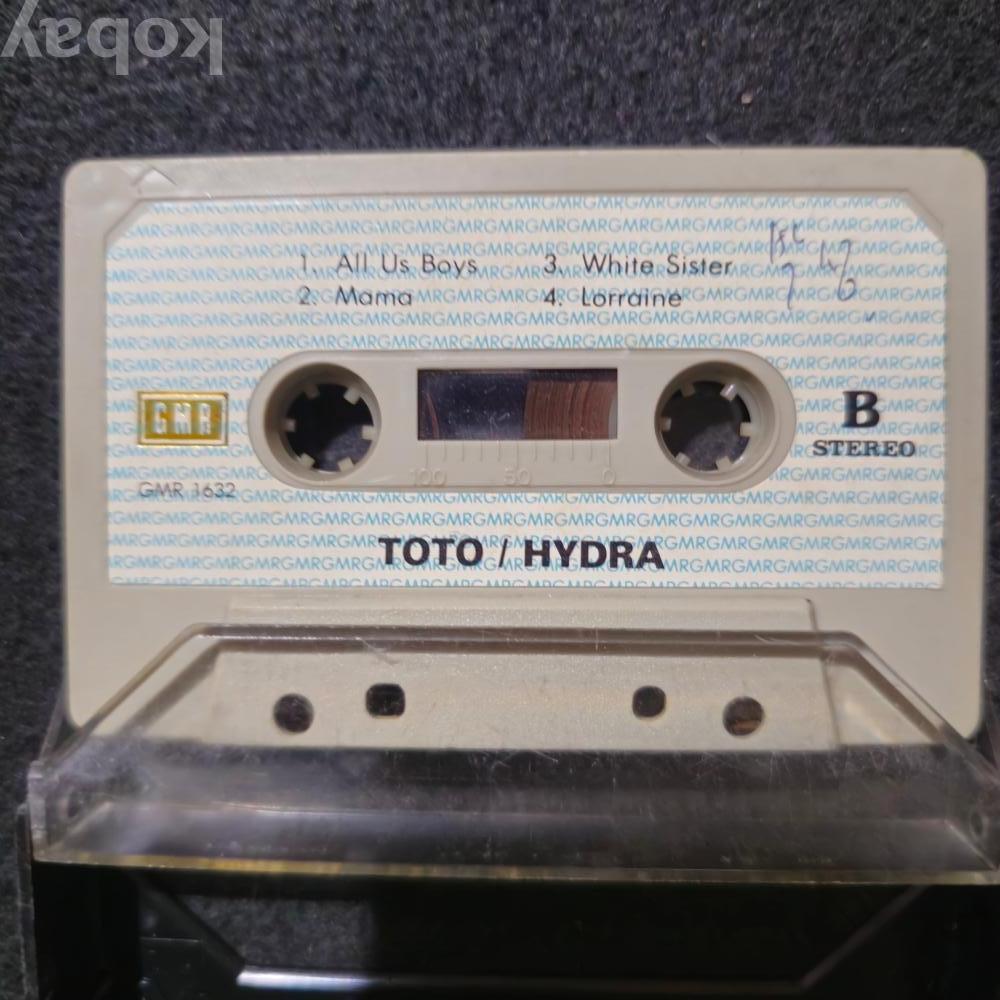 kobay
1. All Us Boys
2. Mama
3. White Sister
4. Lorraine
GMR
B
STEREO
100 50 0
GMR 1632
TOTO / HYDRA